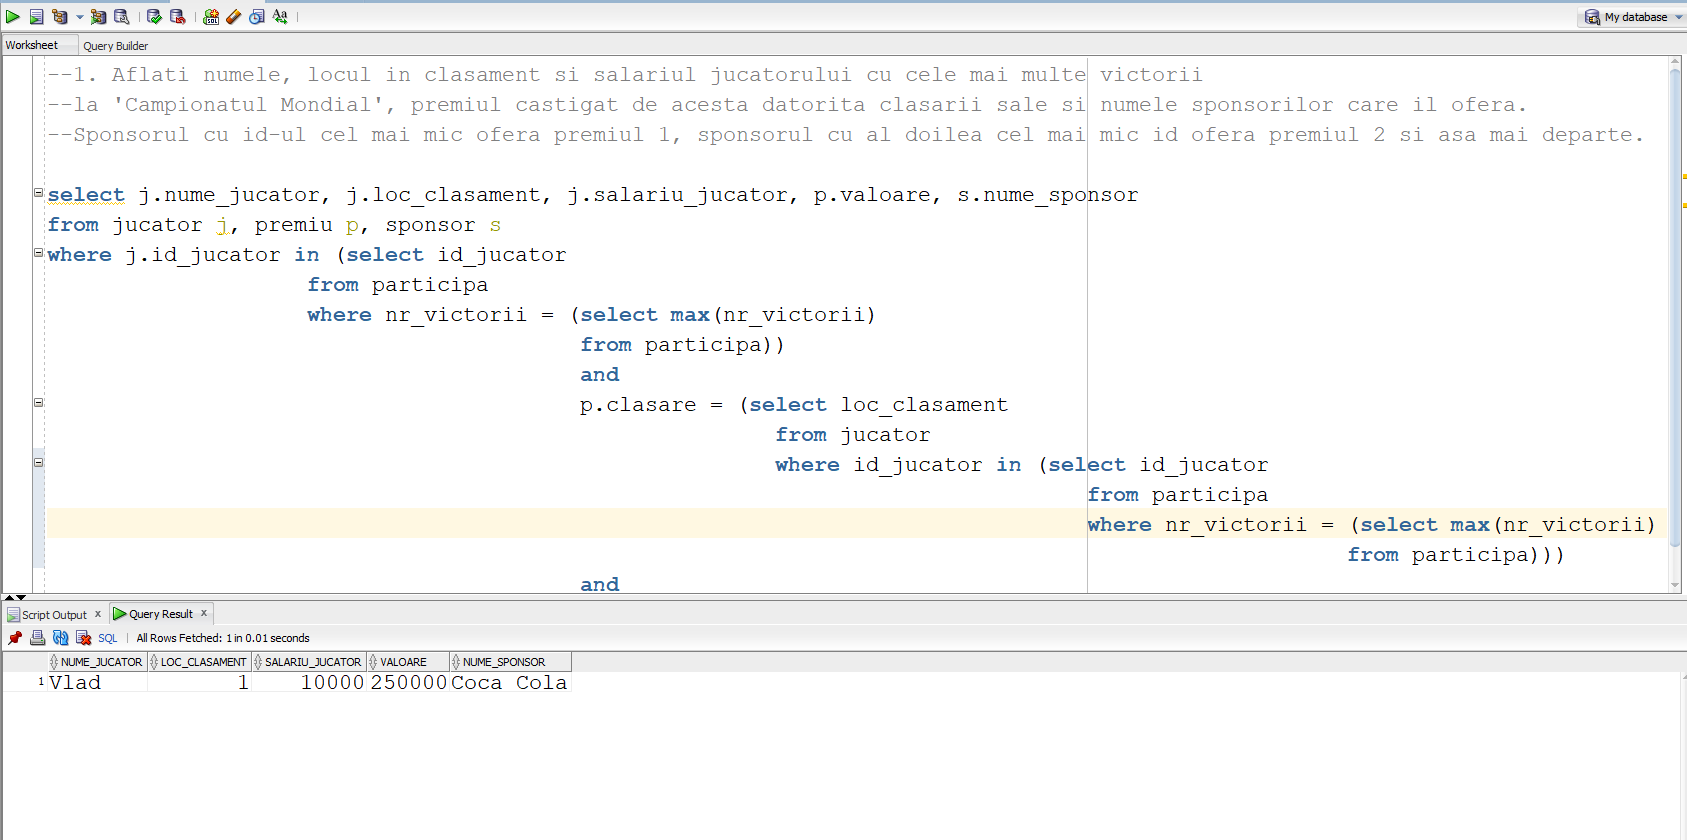 My database
Worksheet Query Builder
--1. Aflati numele, locul in clasament si salariul jucatorului cu cele mai multe victorii
--la 'Campionatul Mondial', premiul castigat de acesta datorita clasarii sale si numele sponsorilor care il ofera.
--Sponsorul cu id-ul cel mai mic ofera premiul 1, sponsorul cu al doilea cel mai mic id ofera premiul 2 si asa mai departe.
select j.nume_jucator, j.loc_clasament, j.salariu_jucator, p.valoare, s.nume_sponsor
from jucator j, premiu p, sponsor s
where j.id_jucator in (select id_jucator
from participa
where nr_victorii = (select max(nr_victorii)
from participa))
and
p.clasare = (select loc_clasament
from jucator
where id_jucator in (select id_jucator
from participa
where nr_victorii = (select max(nr_victorii)
from participa)))
and
Script Output x Query Result x
SQL | All Rows Fetched: 1 in 0.01 seconds
NUME_JUCATOR LOC_CLASAMENT SALARIU_JUCATOR VALOARE NUME_SPONSOR
1 Vlad 1 10000 250000 Coca Cola